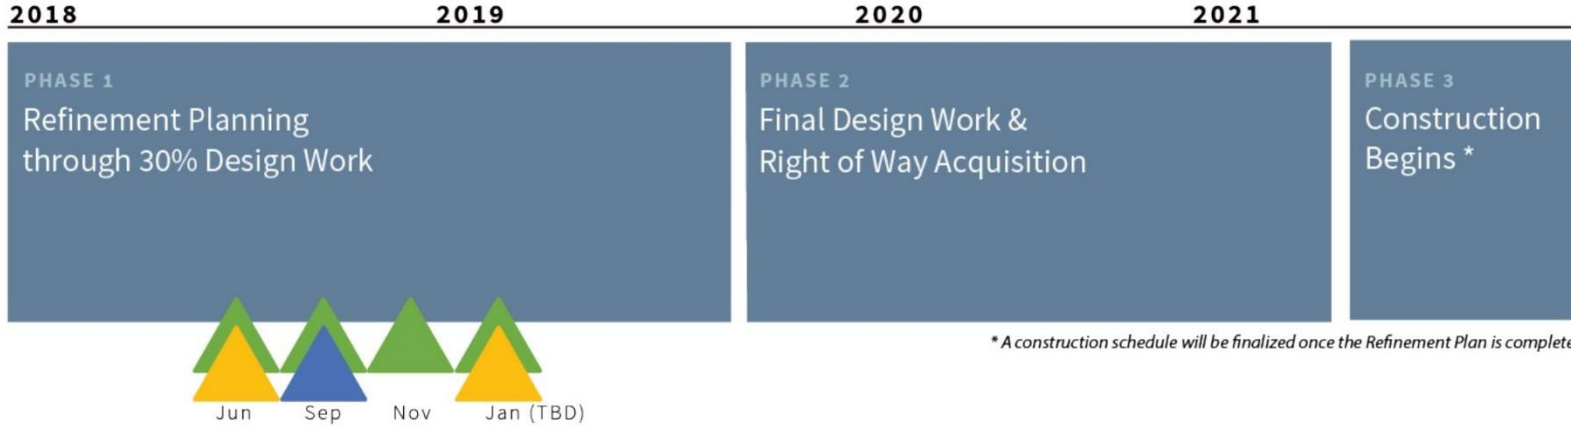 2018 2019 2020 2021
PHASE 1
Refinement Planning
through 30% Design Work
PHASE 2
Final Design Work &
Right of Way Acquisition
PHASE 3
Construction
Begins *
* A construction schedule will be finalized once the Refinement Plan is complete
Jun Sep Nov Jan (TBD)